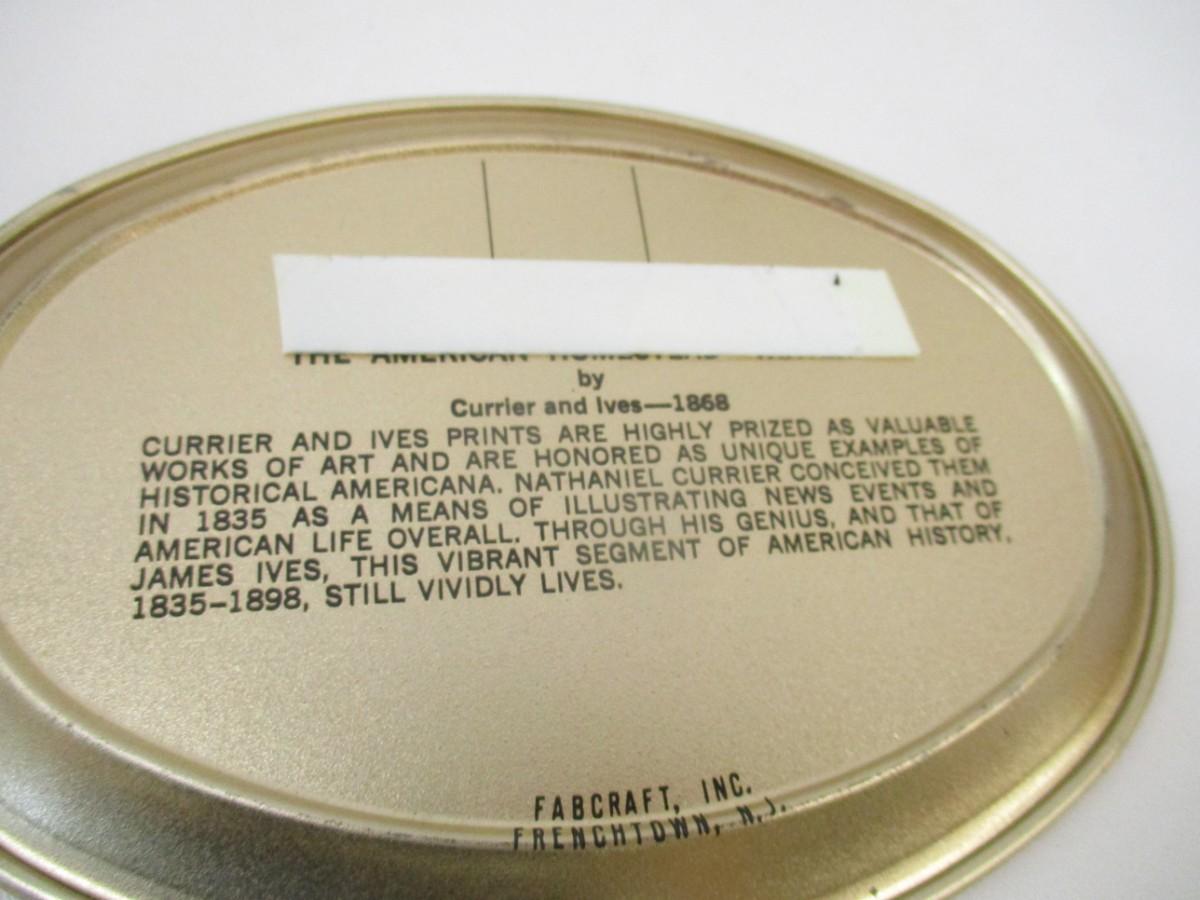 THE AMERICAN HOMESTEAD
by
Currier and Ives—1868
CURRIER AND IVES PRINTS ARE HIGHLY PRIZED AS VALUABLE
WORKS OF ART AND ARE HONORED AS UNIQUE EXAMPLES OF
HISTORICAL AMERICANA. NATHANIEL CURRIER CONCEIVED THEM
IN 1835 AS A MEANS OF ILLUSTRATING NEWS EVENTS AND
AMERICAN LIFE OVERALL. THROUGH HIS GENIUS, AND THAT OF
JAMES IVES, THIS VIBRANT SEGMENT OF AMERICAN HISTORY,
1835-1898, STILL VIVIDLY LIVES.
FABCRAFT, INC.
FRENCHTOWN, N.J.